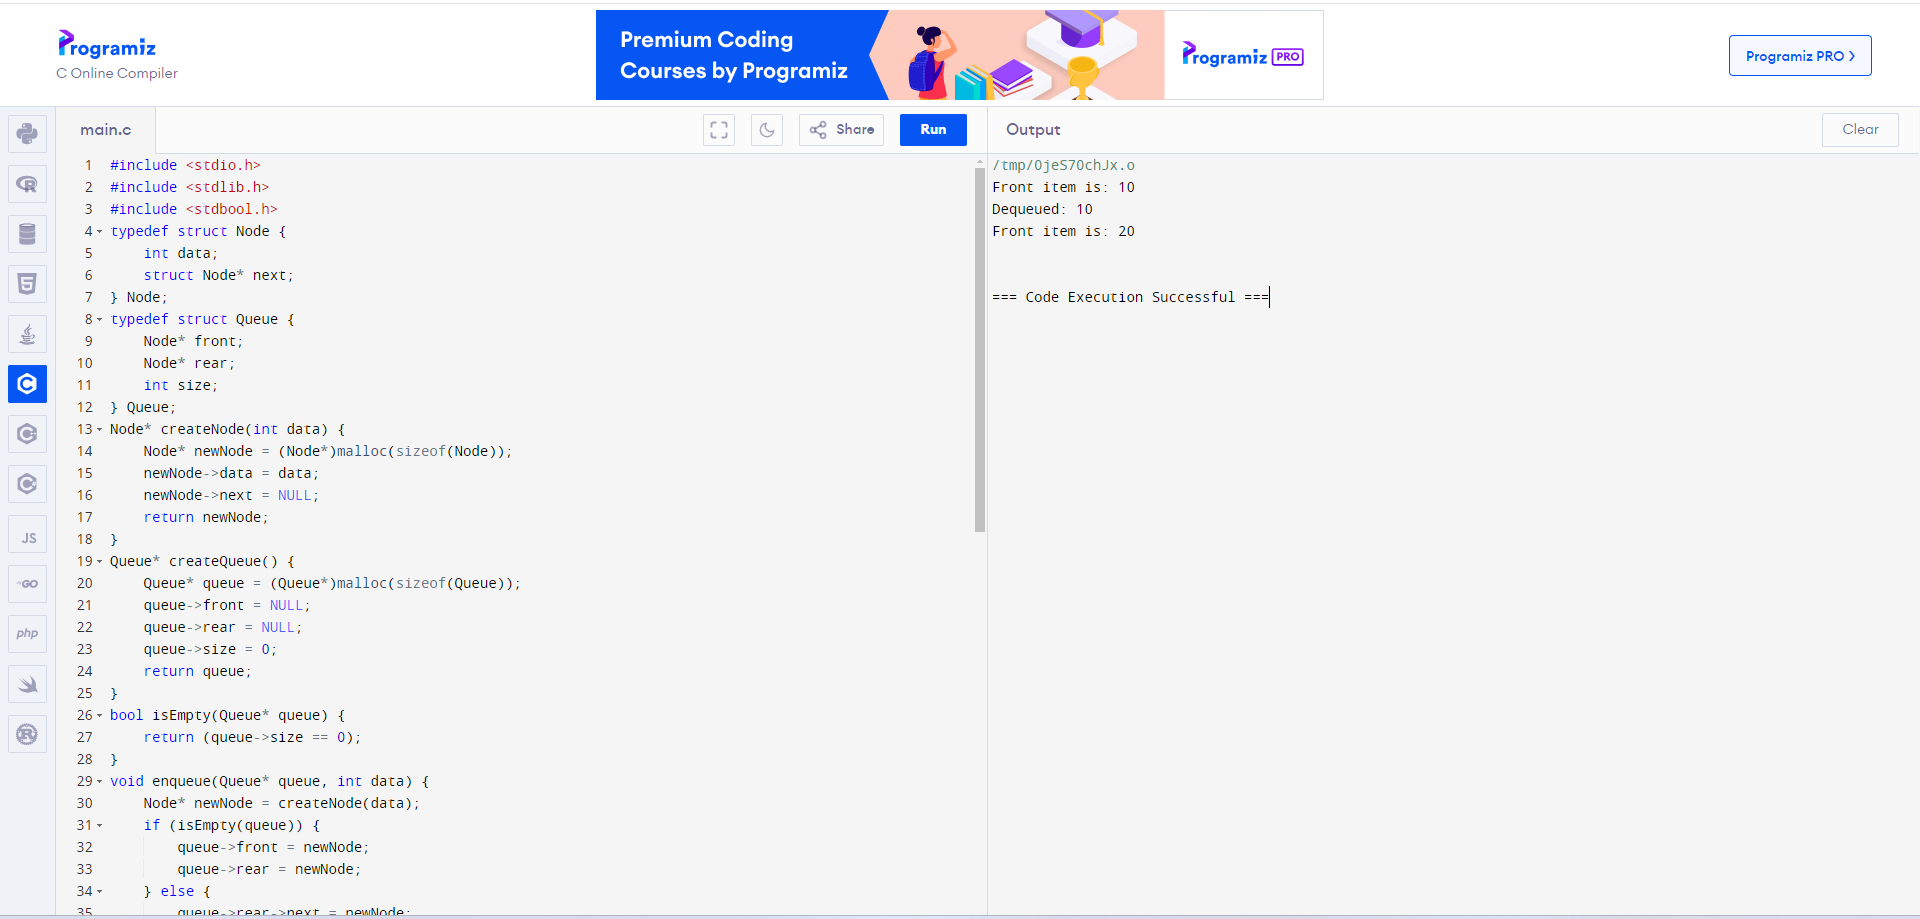 Programiz
C Online Compiler
Premium Coding
Courses by Programiz
Programiz PRO
Programiz PRO >
main.c
Share
Run
Output
Clear
1 #include <stdio.h>
2 #include <stdlib.h>
3 #include <stdbool.h>
4 typedef struct Node {
5     int data;
6     struct Node* next;
7 } Node;
8 typedef struct Queue {
9     Node* front;
10     Node* rear;
11     int size;
12 } Queue;
13 Node* createNode(int data) {
14     Node* newNode = (Node*)malloc(sizeof(Node));
15     newNode->data = data;
16     newNode->next = NULL;
17     return newNode;
18 }
19 Queue* createQueue() {
20     Queue* queue = (Queue*)malloc(sizeof(Queue));
21     queue->front = NULL;
22     queue->rear = NULL;
23     queue->size = 0;
24     return queue;
25 }
26 bool isEmpty(Queue* queue) {
27     return (queue->size == 0);
28 }
29 void enqueue(Queue* queue, int data) {
30     Node* newNode = createNode(data);
31     if (isEmpty(queue)) {
32         queue->front = newNode;
33         queue->rear = newNode;
34     } else {
35         queue->rear->next = newNode;
/tmp/0jeS70chJx.o
Front item is: 10
Dequeued: 10
Front item is: 20
=== Code Execution Successful ===
R
JS
GO
php